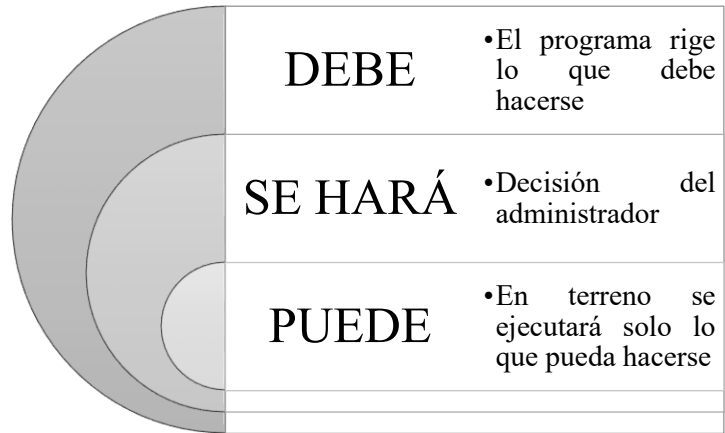 DEBE
•El programa rige
lo que debe
hacerse
SE HARÁ
•Decisión del
administrador
PUEDE
•En terreno se
ejecutará solo lo
que pueda hacerse